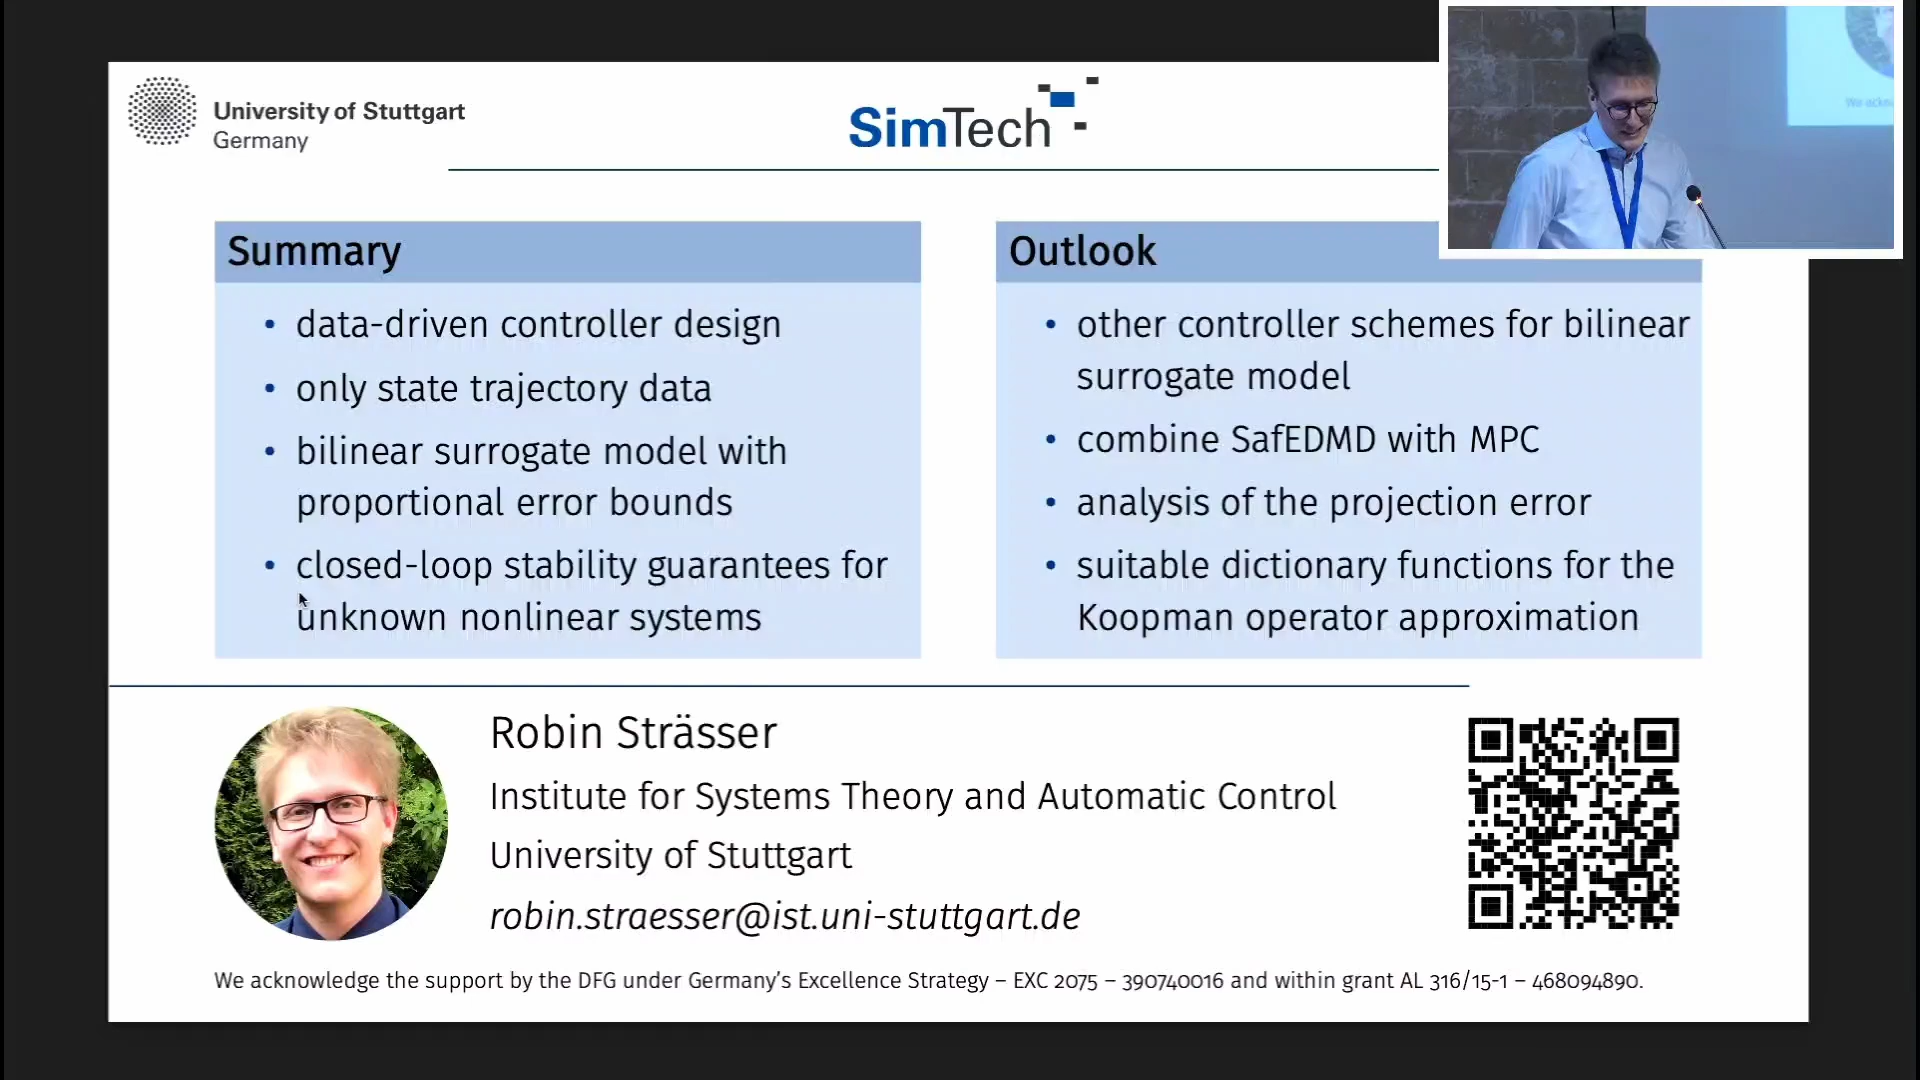 University of Stuttgart
Germany
SimTech
Summary
• data-driven controller design
• only state trajectory data
• bilinear surrogate model with
proportional error bounds
• closed-loop stability guarantees for
unknown nonlinear systems
Outlook
• other controller schemes for bilinear
surrogate model
• combine SafEDMD with MPC
• analysis of the projection error
• suitable dictionary functions for the
Koopman operator approximation
Robin Strässer
Institute for Systems Theory and Automatic Control
University of Stuttgart
robin.straesser@ist.uni-stuttgart.de
We acknowledge the support by the DFG under Germany's Excellence Strategy – EXC 2075 – 390740016 and within grant AL 316/15-1 – 468094890.